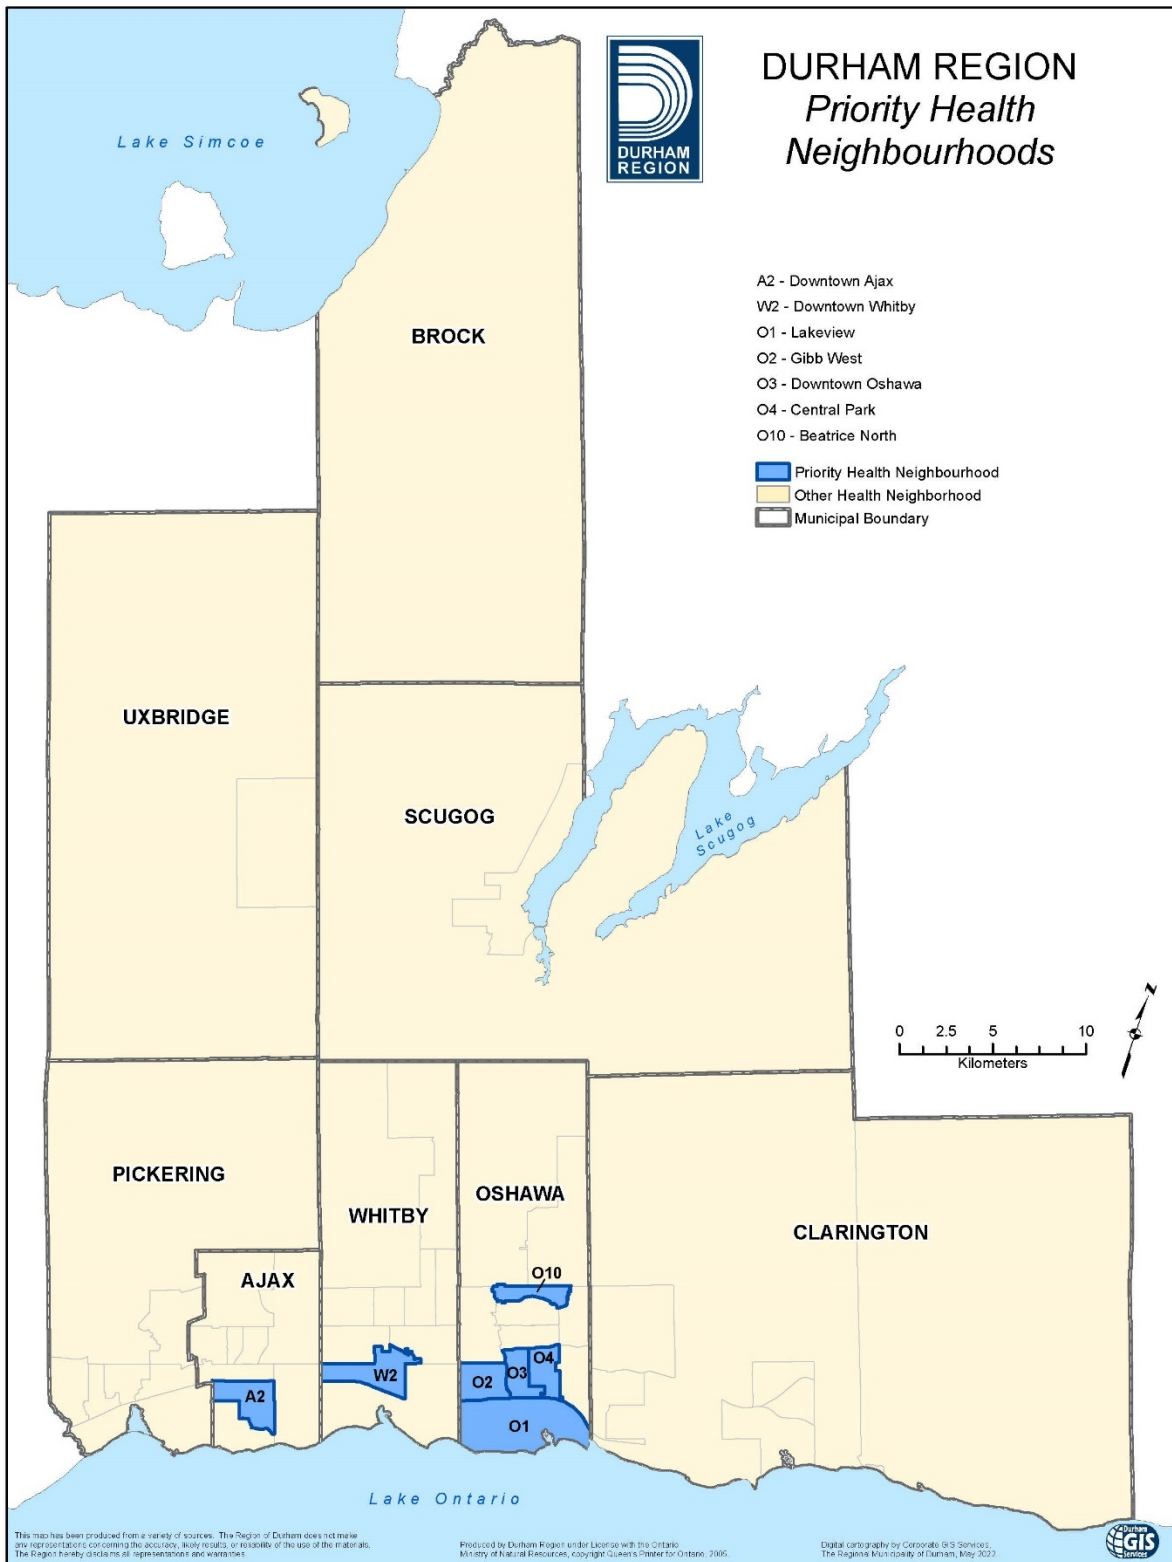 DURHAM REGION
Priority Health
Neighbourhoods
DURHAM
REGION
Lake Simcoe
A2 - Downtown Ajax
W2 - Downtown Whitby
O1 - Lakeview
O2 - Gibb West
O3 - Downtown Oshawa
O4 - Central Park
O10 - Beatrice North
Priority Health Neighbourhood
Other Health Neighborhood
Municipal Boundary
BROCK
UXBRIDGE
SCUGOG
Lake
Scugog
N
0 2.5 5 10
Kilometers
PICKERING
WHITBY
OSHAWA
CLARINGTON
AJAX
O10
A2
W2
O2
O3
O4
O1
Lake Ontario
This map has been produced from a variety of sources. The Region of Durham does not make
any representations concerning the accuracy, likely results, or reliability of the use of the materials.
The Region hereby disclaims all representations and warranties.
Produced by Durham Region under License with the Ontario
Ministry of Natural Resources, copyright Queen's Printer for Ontario, 2005.
Digital cartography by Corporate GIS Services,
The Regional Municipality of Durham, May 2022.
Durham
GIS
Services